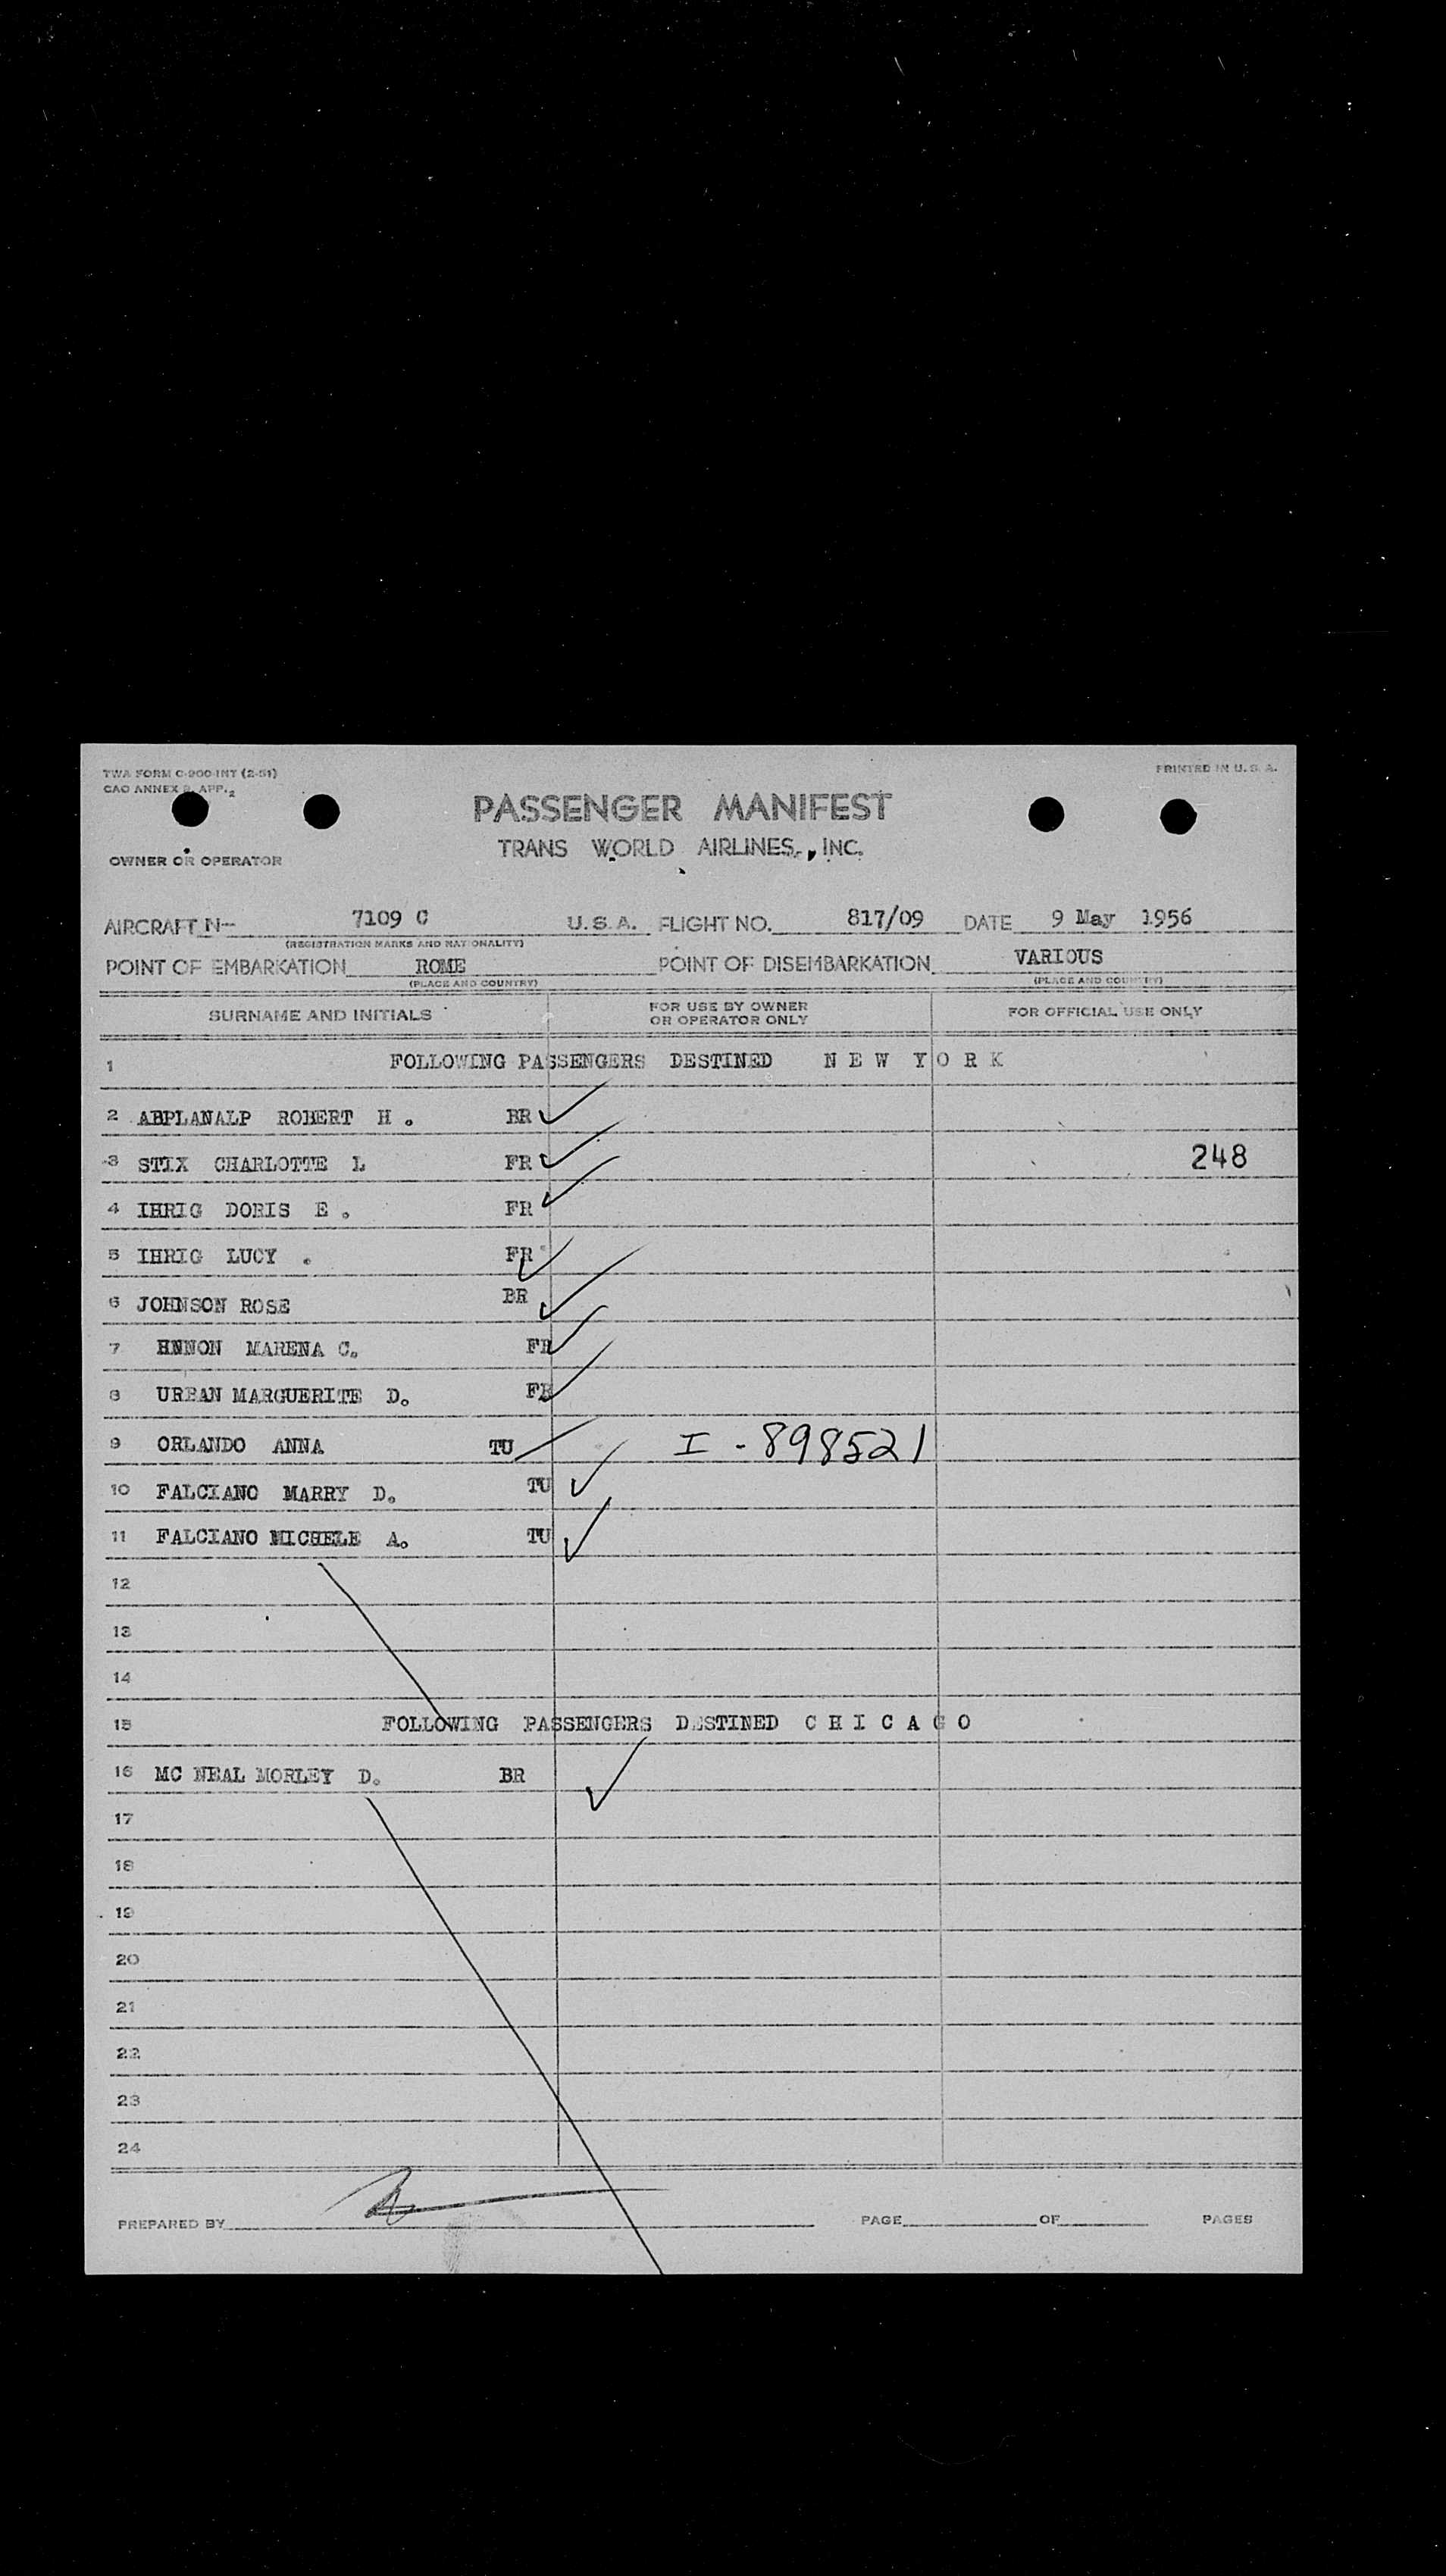 TWA FORM C-900-INT (2-51)
PRINTED IN U. S. A.
CAO ANNEX 9, APP. 2
PASSENGER MANIFEST
TRANS WORLD AIRLINES, INC.
OWNER OR OPERATOR
AIRCRAFT N-- 7109 C U. S. A. FLIGHT NO. 817/09 DATE 9 May 1956
(REGISTRATION MARKS AND NATIONALITY)
POINT OF EMBARKATION ROME POINT OF DISEMBARKATION VARIOUS
(PLACE AND COUNTRY) (PLACE AND COUNTRY)
SURNAME AND INITIALS FOR USE BY OWNER OR OPERATOR ONLY FOR OFFICIAL USE ONLY
1 FOLLOWING PASSENGERS DESTINED N E W Y O R K
2 ABPLANALP ROBERT H . BR ✓
3 STIX CHARLOTTE L FR ✓ 248
4 IHRIG DORIS E . FR ✓
5 IHRIG LUCY . FR ✓
6 JOHNSON ROSE BR ✓
7 HNNON MARENA C. FR ✓
8 URBAN MARGUERITE D. FR ✓
9 ORLANDO ANNA TU I - 898521
10 FALCIANO MARRY D. TU ✓
11 FALCIANO MICHELE A. TU ✓
12
13
14
15 FOLLOWING PASSENGERS DESTINED C H I C A G O
16 MC NEAL MORLEY D. BR ✓
17
18
19
20
21
22
23
24
PREPARED BY PAGE OF PAGES